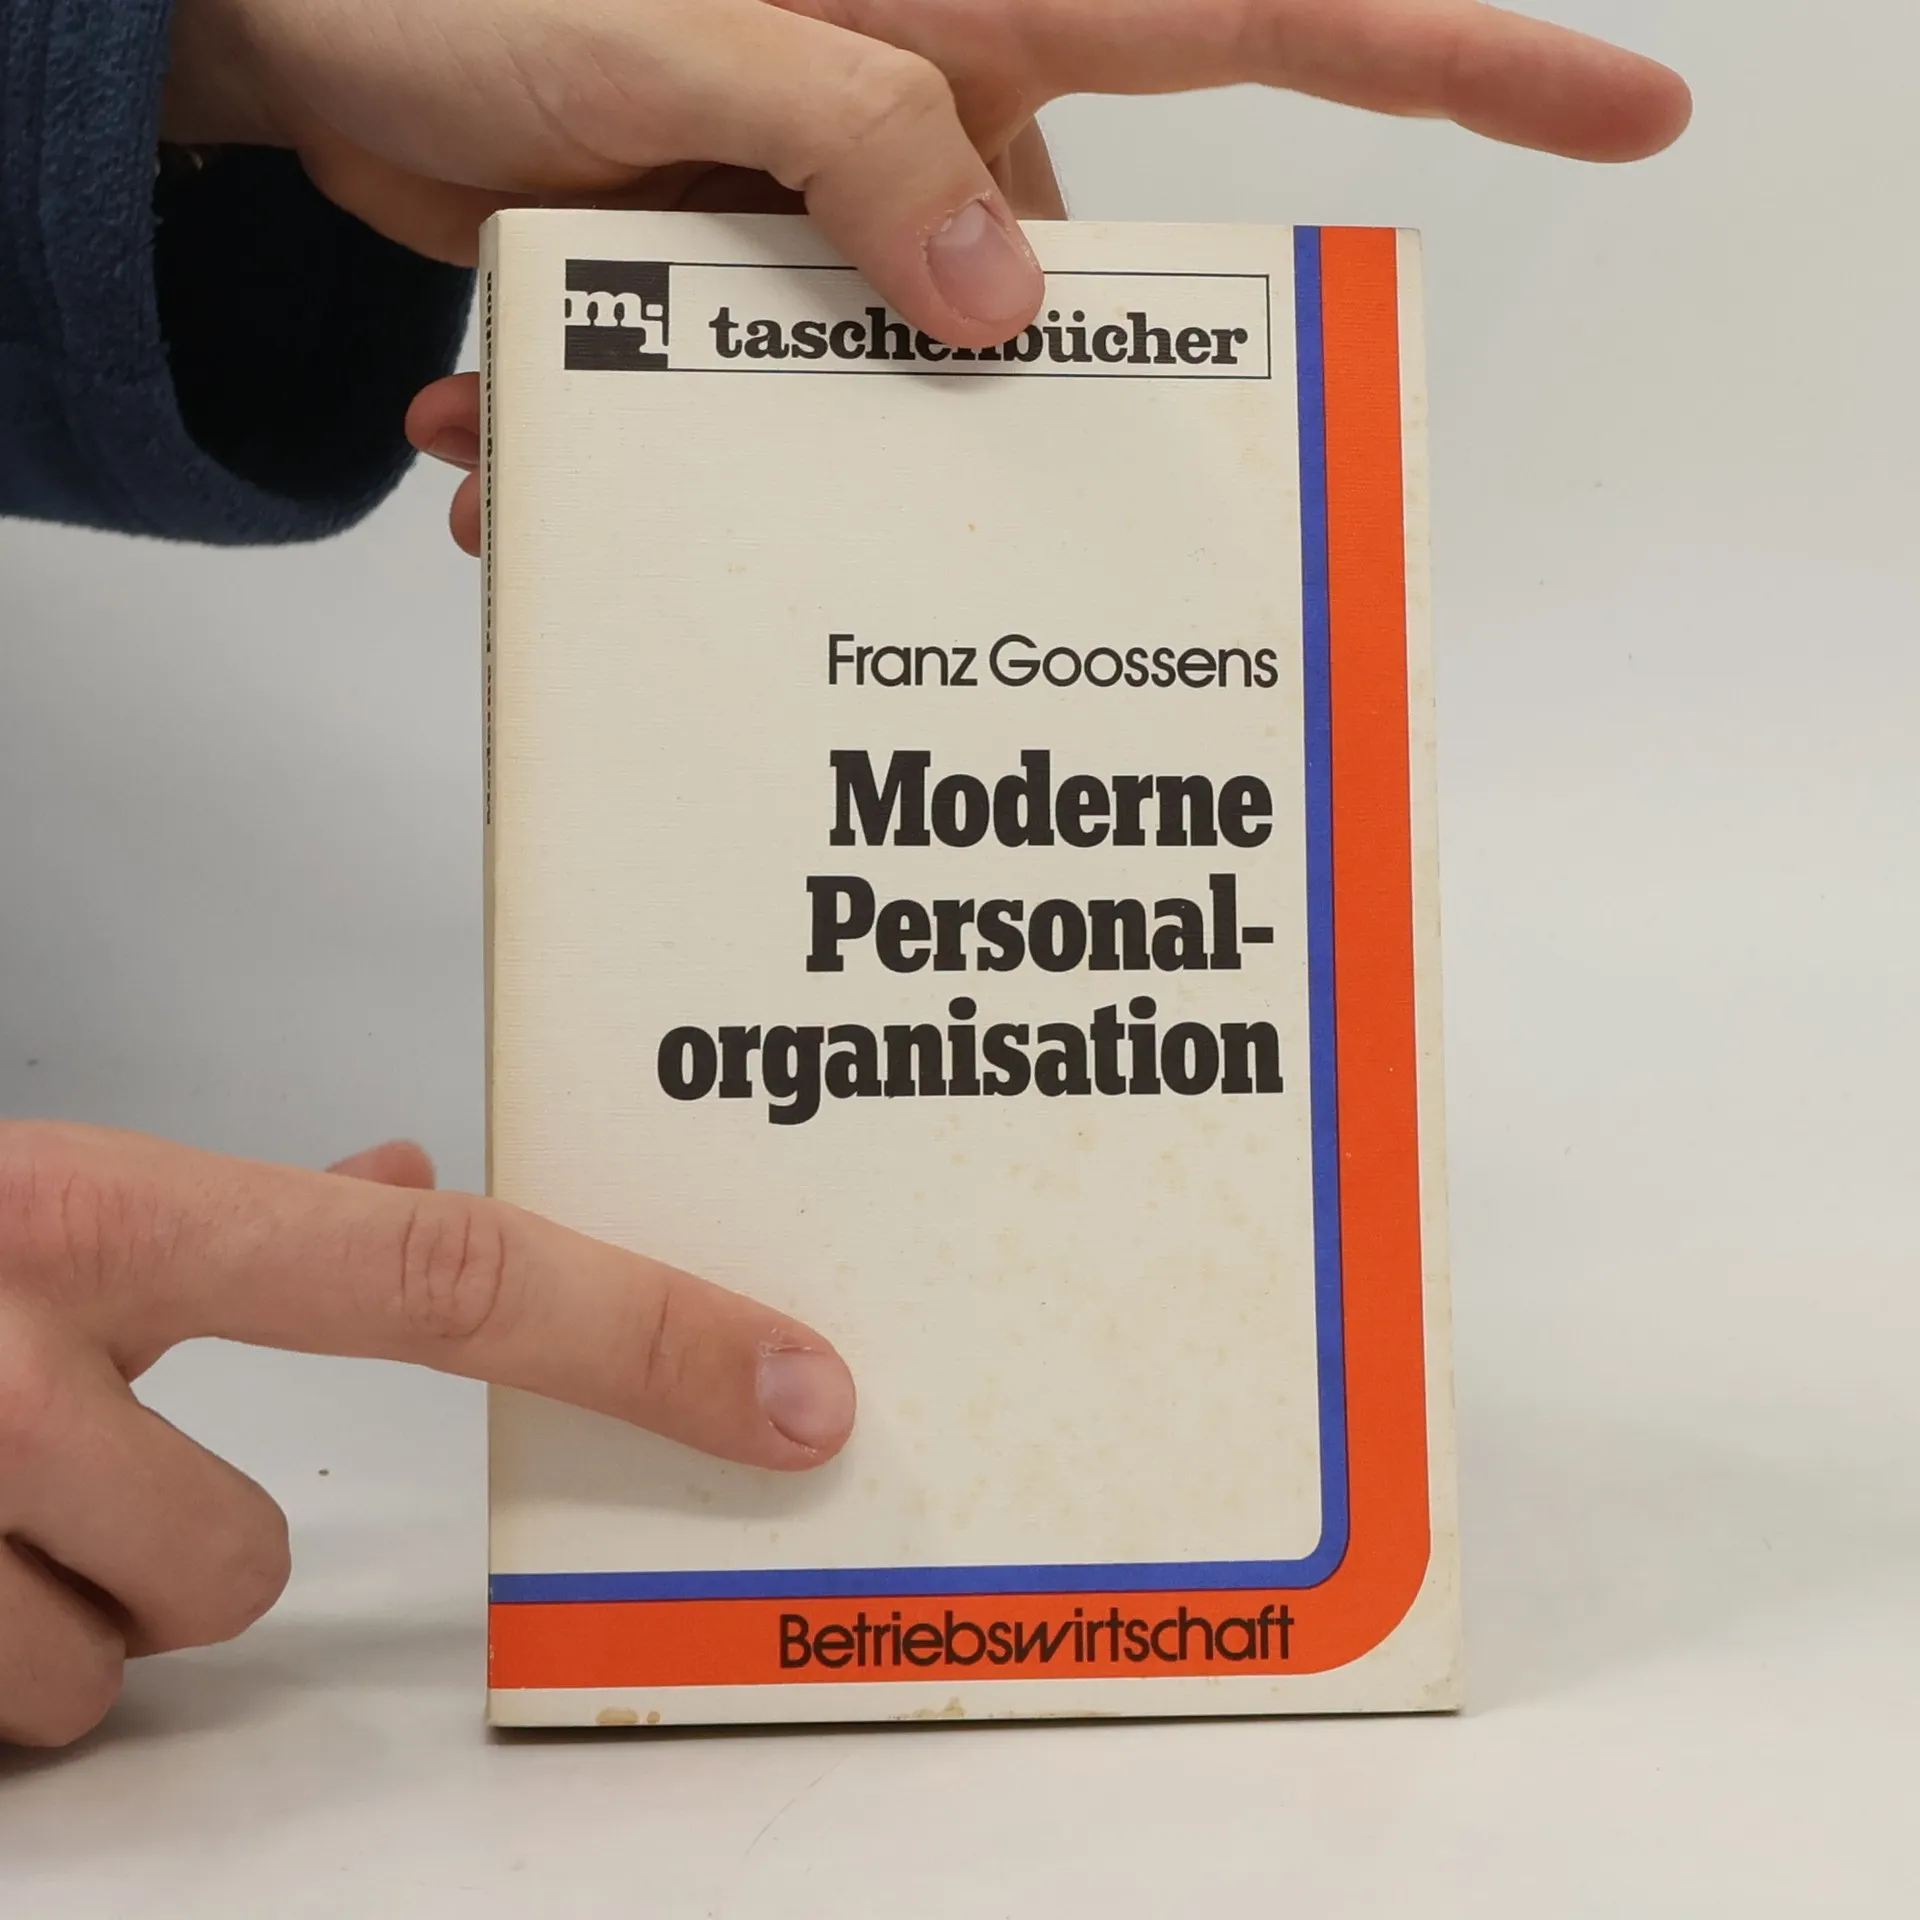 mi taschenbücher
Franz Goossens
Moderne
Personal-
organisation
Betriebswirtschaft